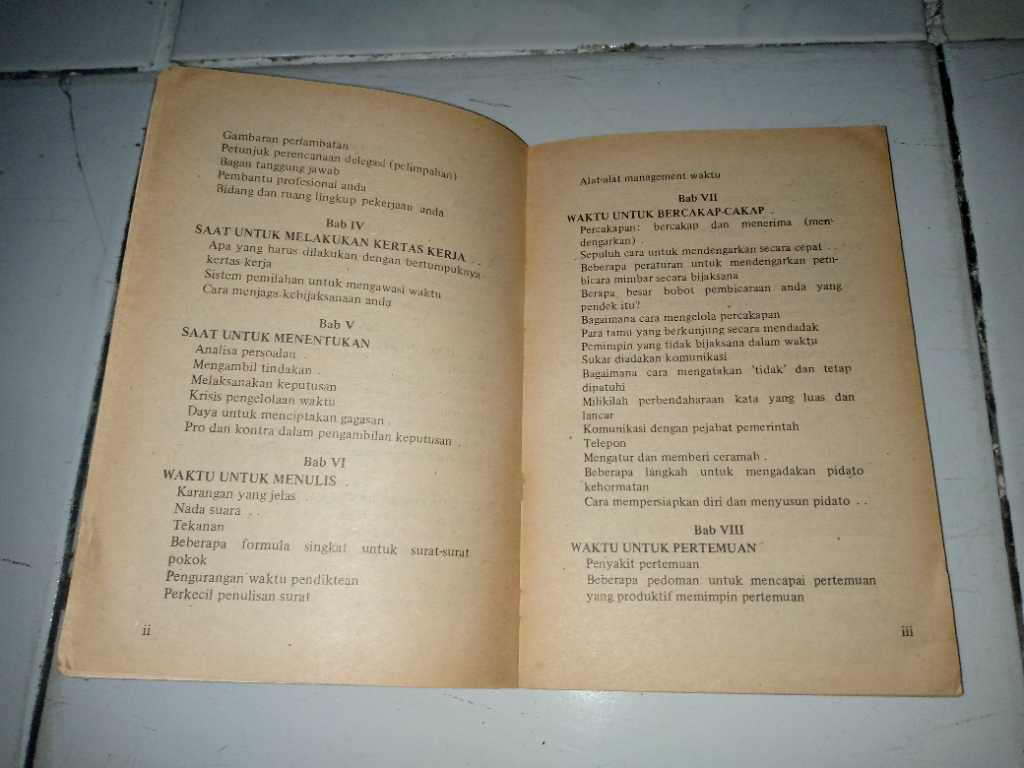 Gambaran perlambatan
Petunjuk perencanaan delegasi (pelimpahan)
Bagan tanggung jawab
Pembantu profesional anda
Bidang dan ruang lingkup pekerjaan anda
Bab IV
SAAT UNTUK MELAKUKAN KERTAS KERJA . .
Apa yang harus dilakukan dengan bertumpuknya
kertas kerja
Sistem pemilahan untuk mengawasi waktu
Cara menjaga kebijaksanaan anda
Bab V
SAAT UNTUK MENENTUKAN
Analisa persoalan .
Mengambil tindakan .
Melaksanakan keputusan
Krisis pengelolaan waktu
Daya untuk menciptakan gagasan .
Pro dan kontra dalam pengambilan keputusan .
Bab VI
WAKTU UNTUK MENULIS .
Karangan yang jelas .
Nada suara . .
Tekanan
Beberapa formula singkat untuk surat-surat
pokok
Pengurangan waktu pendiktean
Perkecil penulisan surat
ii
Alat-alat management waktu
Bab VII
WAKTU UNTUK BERCAKAP-CAKAP .
Percakapan: bercakap dan menerima (men-
dengarkan) .
Sepuluh cara untuk mendengarkan secara cepat . .
Beberapa peraturan untuk mendengarkan pem-
bicara mimbar secara bijaksana
Berapa besar bobot pembicaraan anda yang
pendek itu?
Bagaimana cara mengelola percakapan
Para tamu yang berkunjung secara mendadak
Pemimpin yang tidak bijaksana dalam waktu
Sukar diadakan komunikasi
Bagaimana cara mengatakan 'tidak' dan tetap
dipatuhi
Milikilah perbendaharaan kata yang luas dan
lancar
Komunikasi dengan pejabat pemerintah
Telepon
Mengatur dan memberi ceramah .
Beberapa langkah untuk mengadakan pidato
kehormatan
Cara mempersiapkan diri dan menyusun pidato . .
Bab VIII
WAKTU UNTUK PERTEMUAN
Penyakit pertemuan
Beberapa pedoman untuk mencapai pertemuan
yang produktif memimpin pertemuan
iii